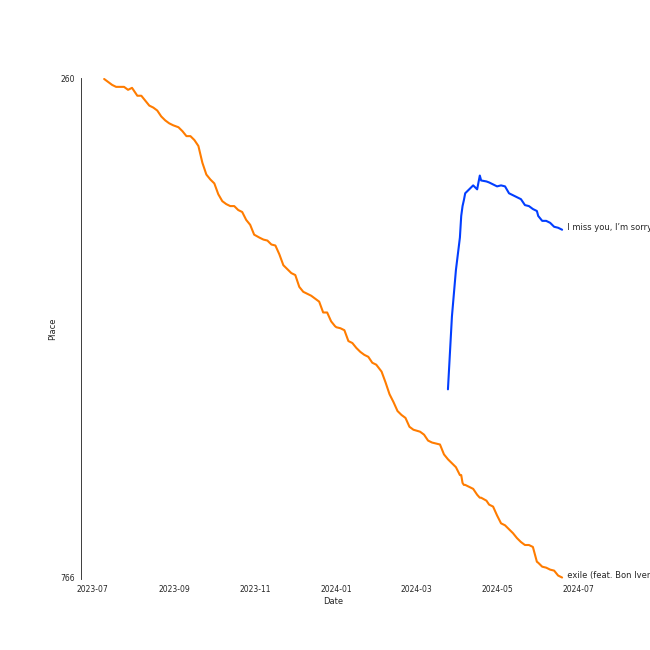 260
I miss you, I'm sorry
Place
exile (feat. Bon Iver
766
2023-07 2023-09 2023-11 2024-01 2024-03 2024-05 2024-07
Date